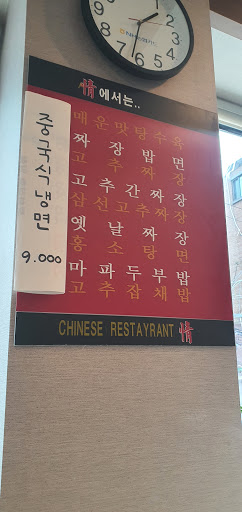 情 에서는..
매운맛탕수육
짜장밥면
고추짜장
고추간짜장
삼선고추짜장
옛날짜장
홍소탕면
마파두부밥
고추잡채밥
중국식냉면
9.000
CHINESE RESTAYRANT 情